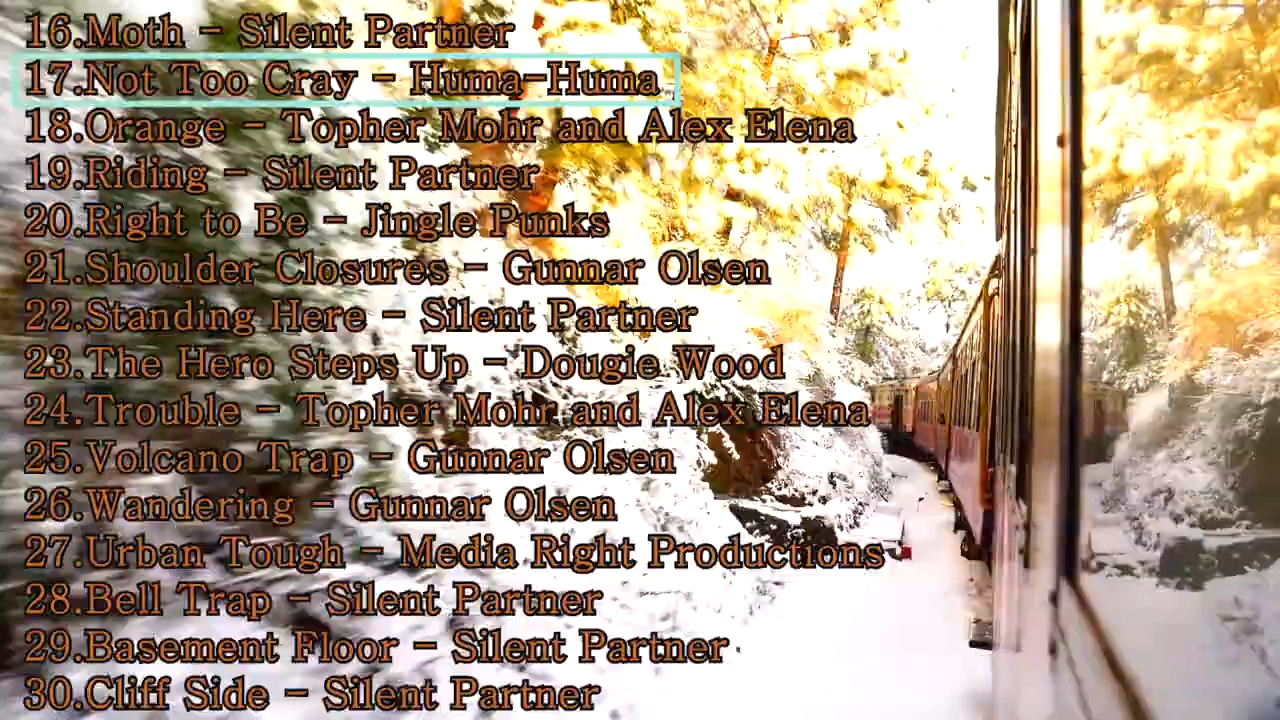 16.Moth - Silent Partner
17.Not Too Cray - Huma-Huma
18.Orange - Topher Mohr and Alex Elena
19.Riding - Silent Partner
20.Right to Be - Jingle Punks
21.Shoulder Closures - Gunnar Olsen
22.Standing Here - Silent Partner
23.The Hero Steps Up - Dougie Wood
24.Trouble - Topher Mohr and Alex Elena
25.Volcano Trap - Gunnar Olsen
26.Wandering - Gunnar Olsen
27.Urban Tough - Media Right Productions
28.Bell Trap - Silent Partner
29.Basement Floor - Silent Partner
30.Cliff Side - Silent Partner